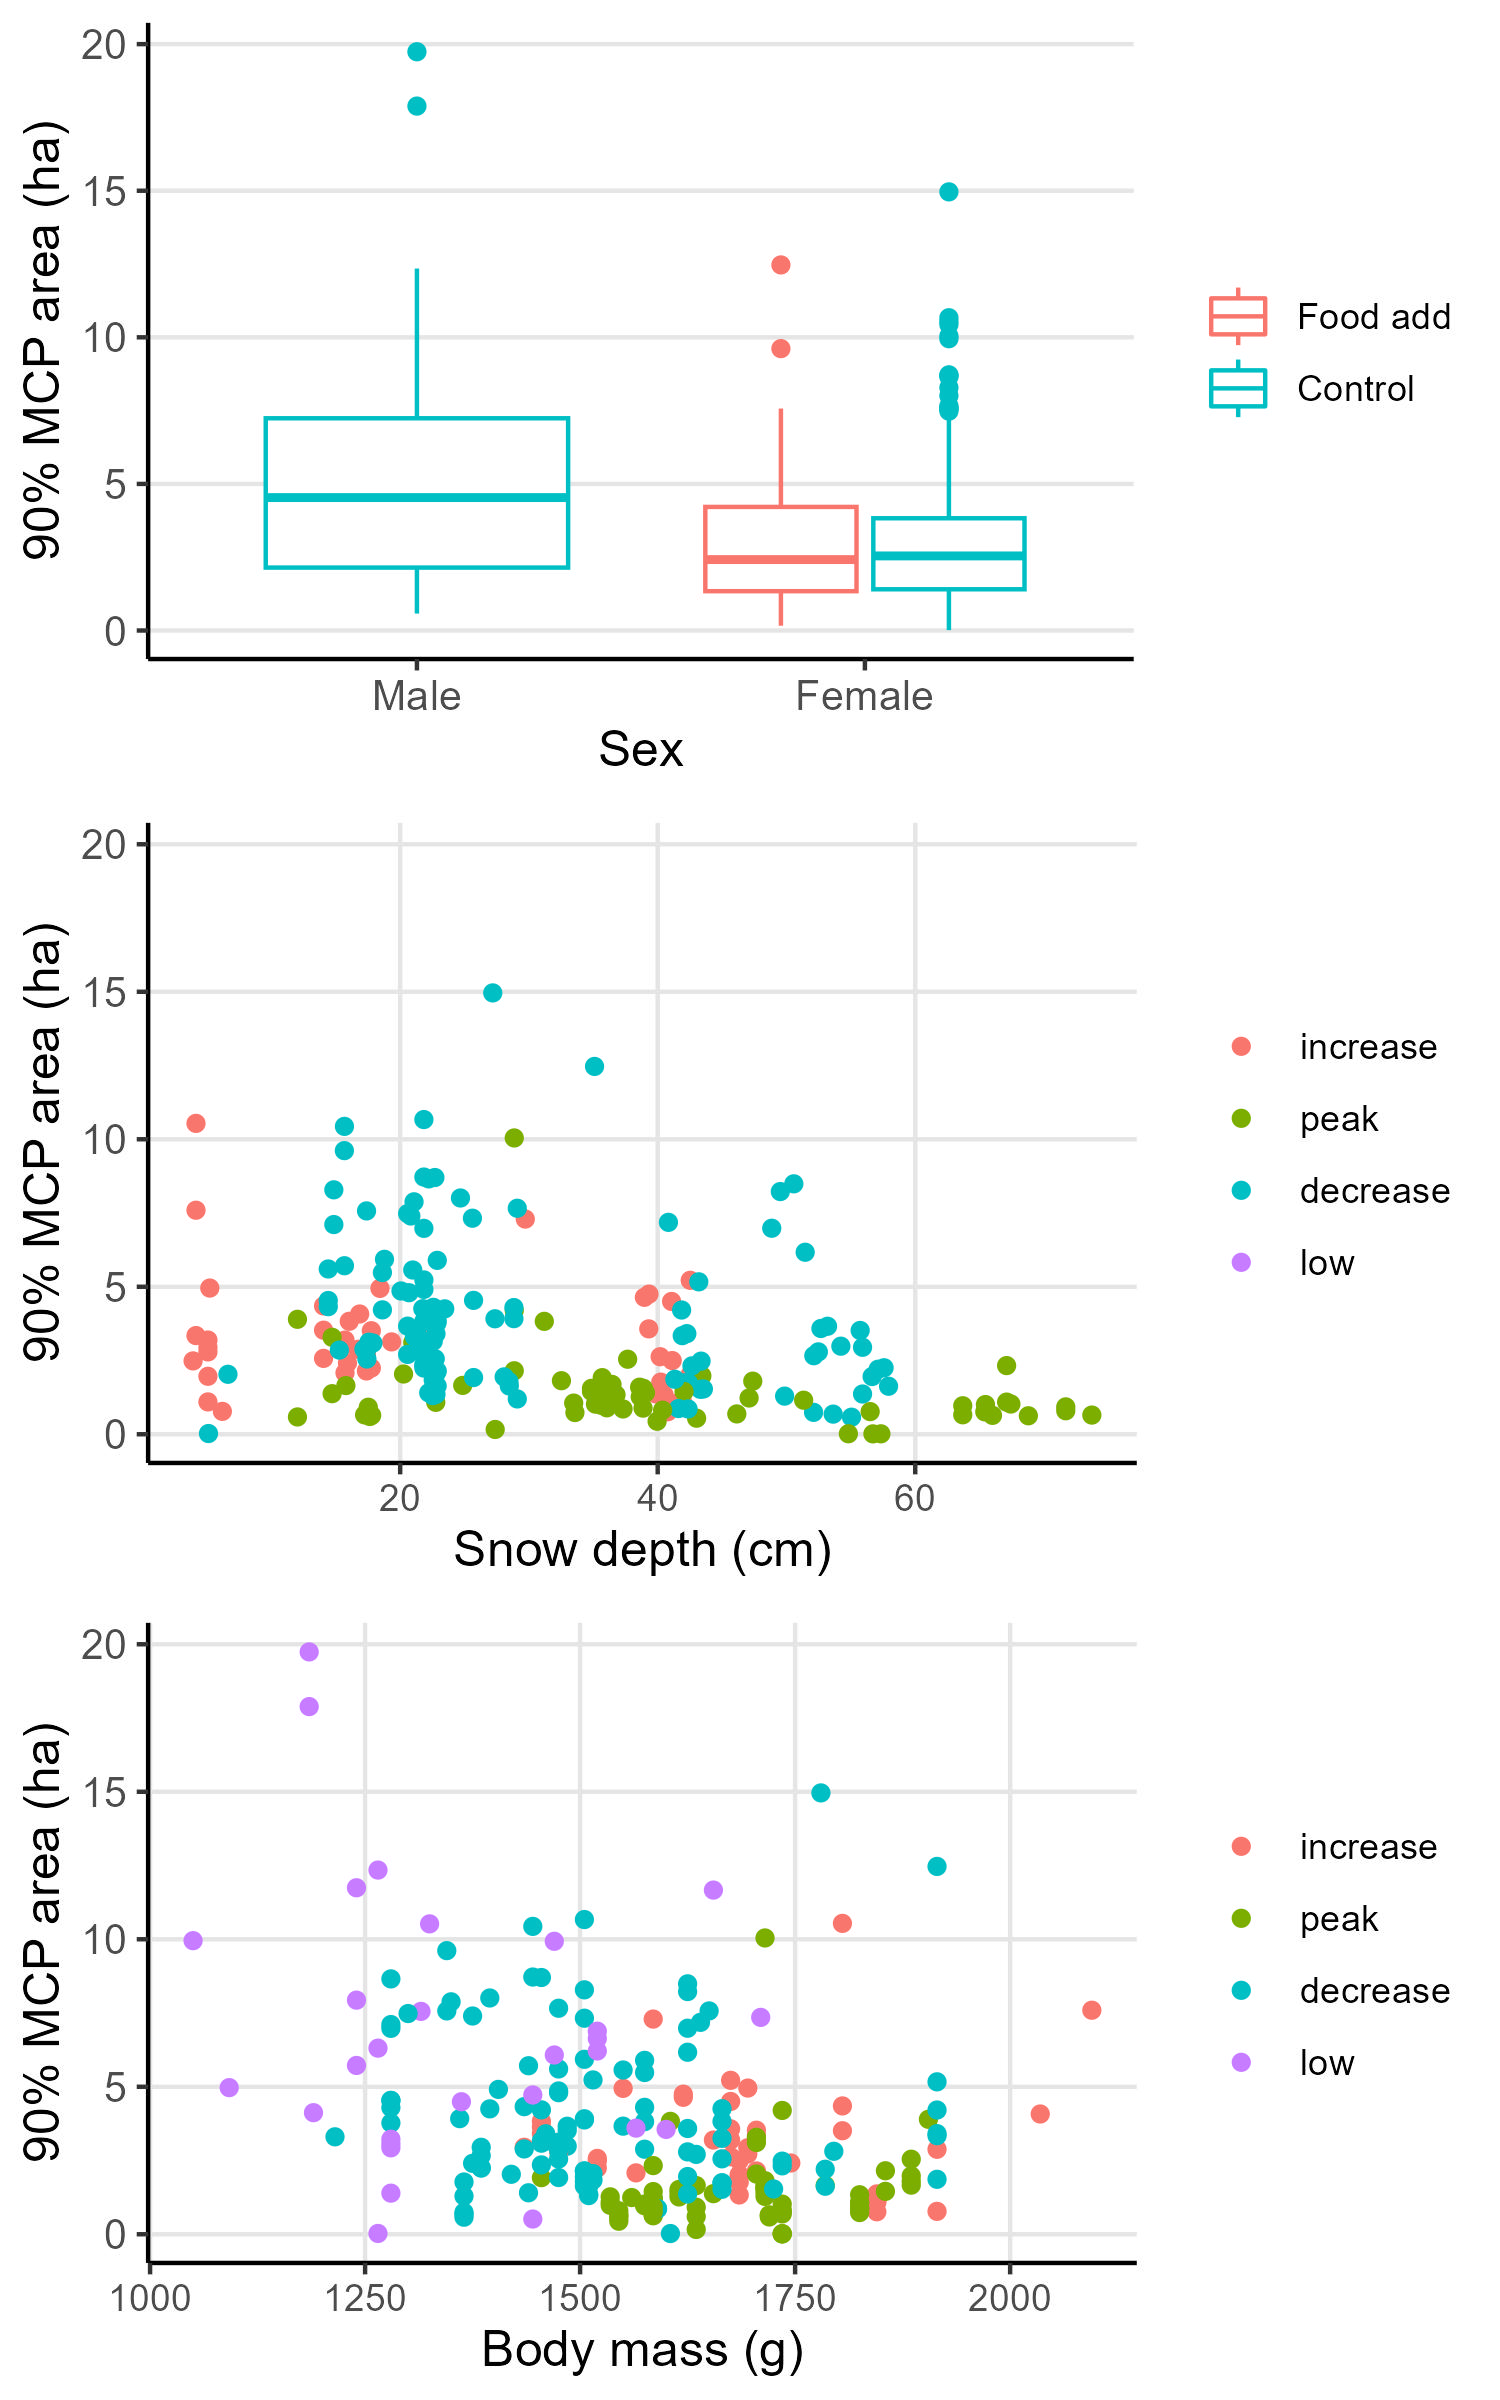 20
15
10
5
0
90% MCP area (ha)
Male Female
Sex
Food add
Control
20
15
10
5
0
90% MCP area (ha)
20 40 60
Snow depth (cm)
increase
peak
decrease
low
20
15
10
5
0
90% MCP area (ha)
1000 1250 1500 1750 2000
Body mass (g)
increase
peak
decrease
low